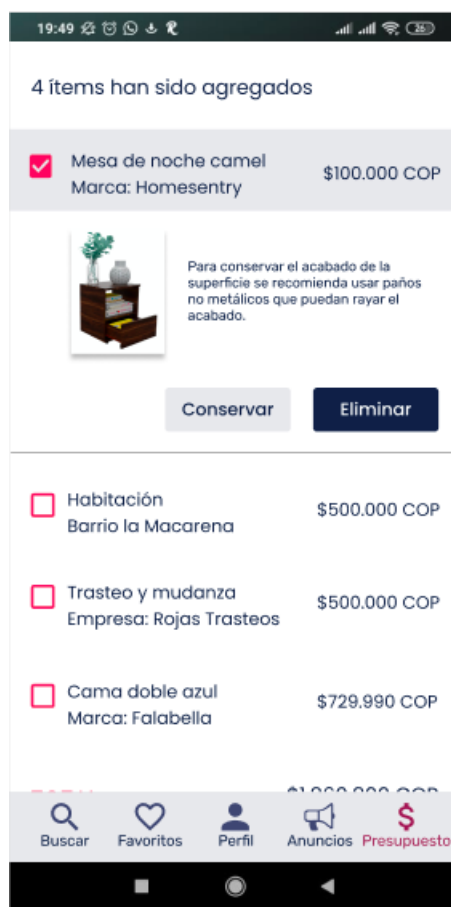 19:49
26
4 ítems han sido agregados
Mesa de noche camel
Marca: Homesentry
$100.000 COP
Para conservar el acabado de la
superficie se recomienda usar paños
no metálicos que puedan rayar el
acabado.
Conservar
Eliminar
Habitación
Barrio la Macarena
$500.000 COP
Trasteo y mudanza
Empresa: Rojas Trasteos
$500.000 COP
Cama doble azul
Marca: Falabella
$729.990 COP
Buscar
Favoritos
Perfil
Anuncios
Presupuesto